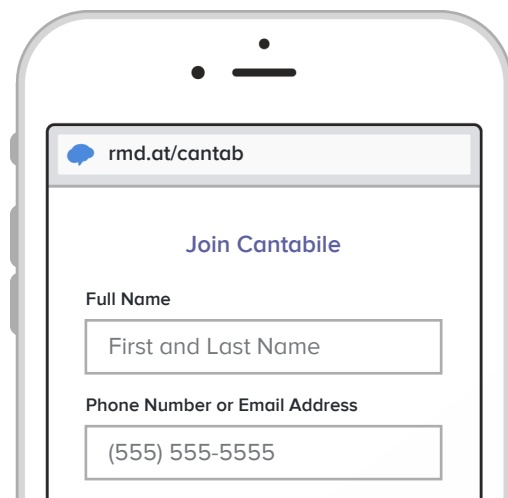 rmd.at/cantab
Join Cantabile
Full Name
First and Last Name
Phone Number or Email Address
(555) 555-5555